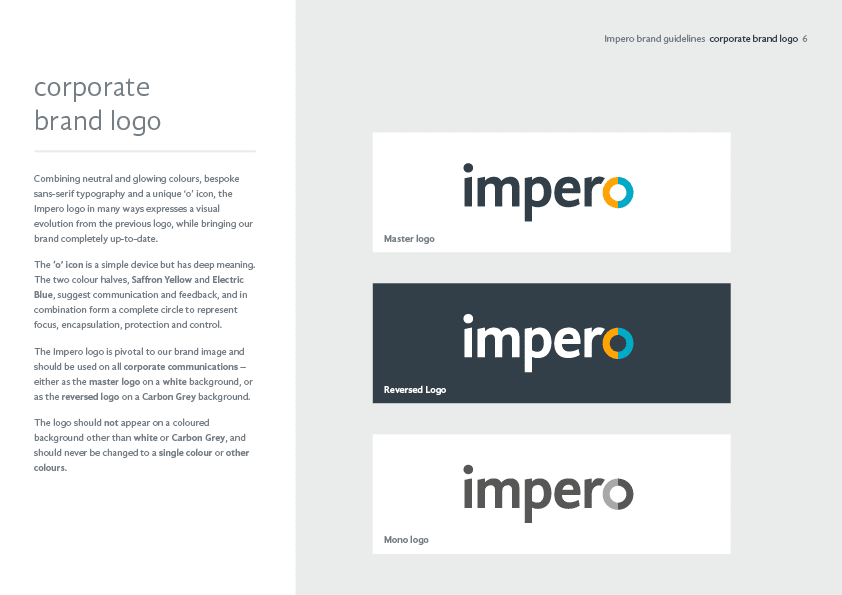 Impero brand guidelines corporate brand logo 6
corporate
brand logo
Combining neutral and glowing colours, bespoke
sans-serif typography and a unique ‘o’ icon, the
Impero logo in many ways expresses a visual
evolution from the previous logo, while bringing our
brand completely up-to-date.
The ‘o’ icon is a simple device but has deep meaning.
The two colour halves, Saffron Yellow and Electric
Blue, suggest communication and feedback, and in
combination form a complete circle to represent
focus, encapsulation, protection and control.
The Impero logo is pivotal to our brand image and
should be used on all corporate communications –
either as the master logo on a white background, or
as the reversed logo on a Carbon Grey background.
The logo should not appear on a coloured
background other than white or Carbon Grey, and
should never be changed to a single colour or other
colours.
impero
Master logo
impero
Reversed Logo
impero
Mono logo